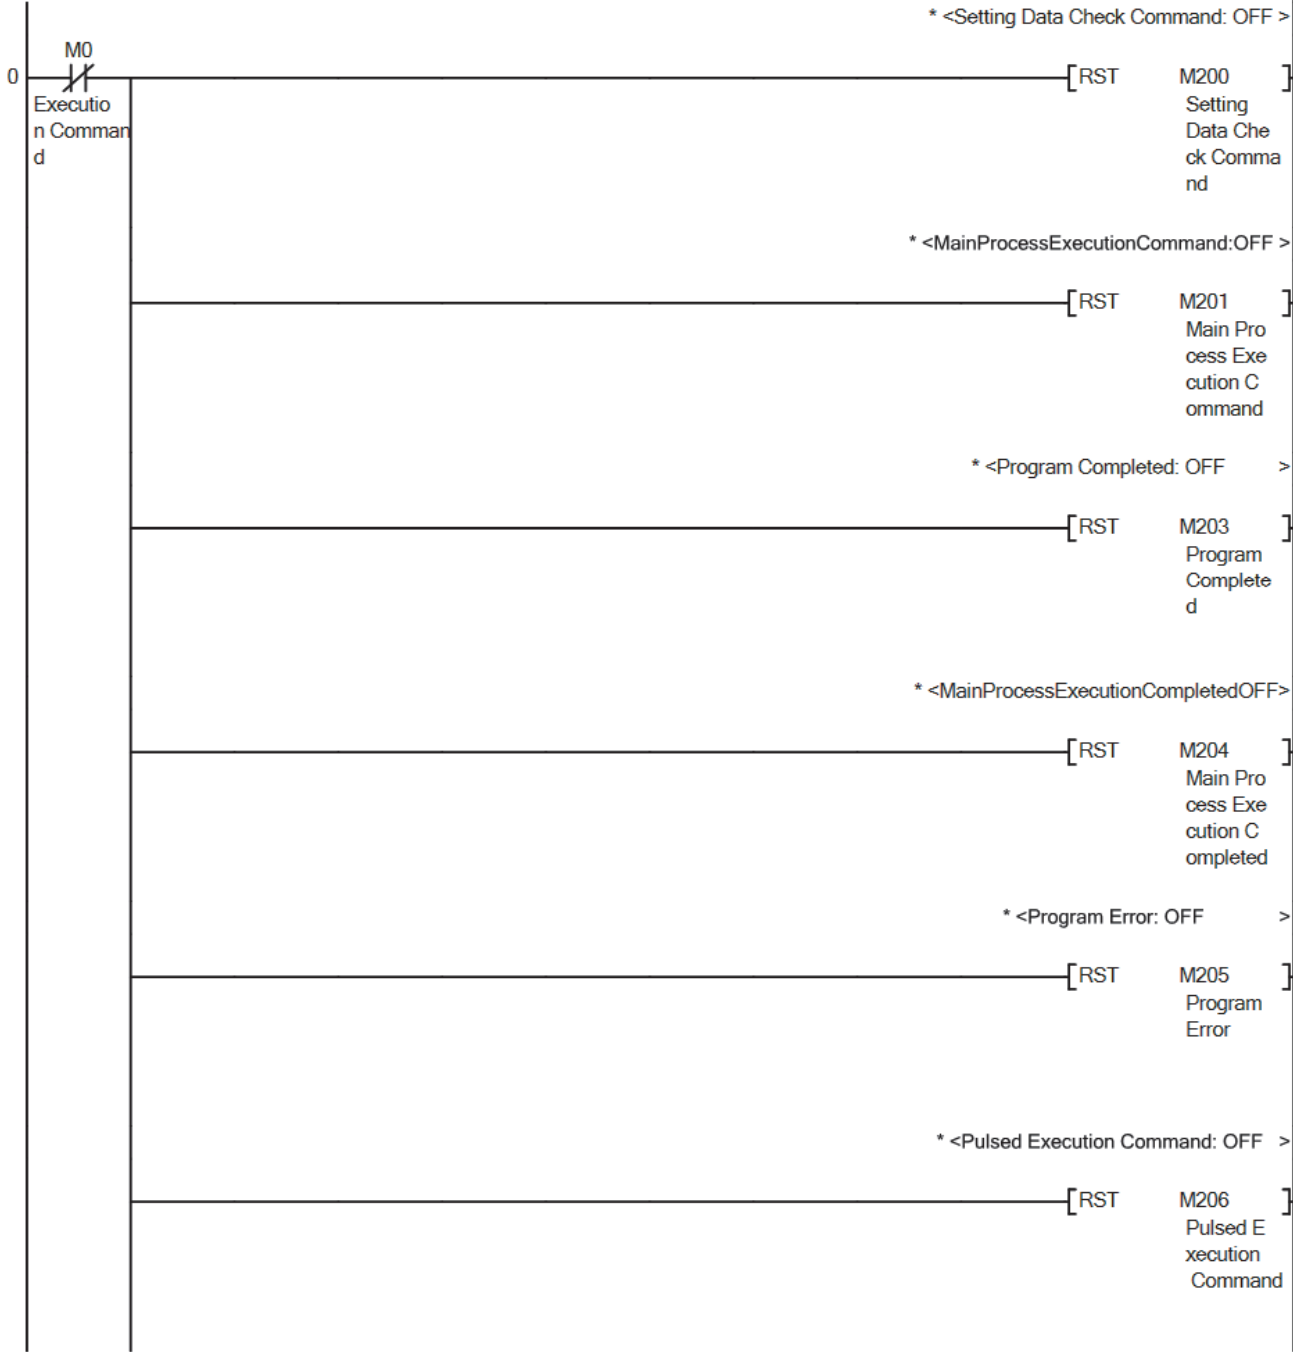 * <Setting Data Check Command: OFF >
M0
0
RST M200
Executio
n Comman
d
Setting
Data Che
ck Comma
nd
* <MainProcessExecutionCommand:OFF >
RST M201
Main Pro
cess Exe
cution C
ommand
* <Program Completed: OFF >
RST M203
Program
Complete
d
* <MainProcessExecutionCompletedOFF>
RST M204
Main Pro
cess Exe
cution C
ompleted
* <Program Error: OFF >
RST M205
Program
Error
* <Pulsed Execution Command: OFF >
RST M206
Pulsed E
xecution
Command